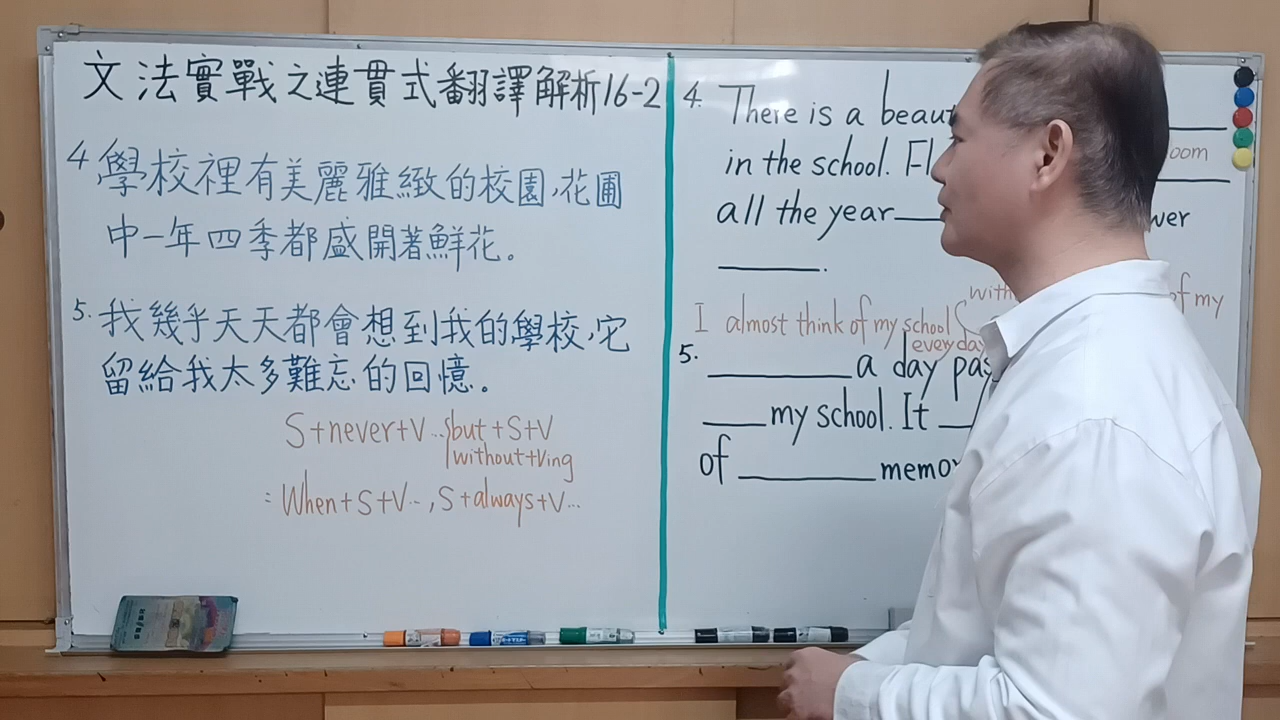 文法實戰之連貫式翻譯解析16-2
4. 學校裡有美麗雅緻的校園,花圃
中一年四季都盛開著鮮花。
5. 我幾乎天天都會想到我的學校,它
留給我太多難忘的回憶。
S+never+V...but+S+V
without+Ving
= When+S+V..., S+always+V...
4. There is a beaut
in the school. Fl oom
all the year wer
I almost think of my school with of my
every day
5. a day pas
my school. It
of memo